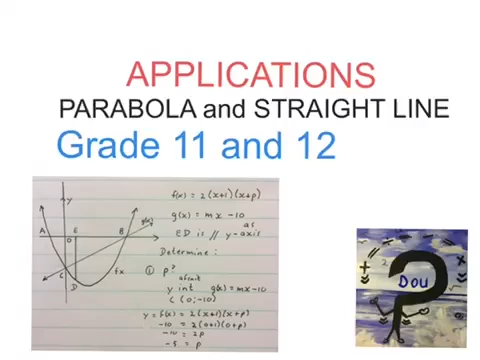 APPLICATIONS
PARABOLA and STRAIGHT LINE
Grade 11 and 12
y
f(x) = 2(x+1)(x+p)
g(x) = mx -10
g(x)
A
O
E
B
ED is // y-axis
Determine :
C
D
fx
① p?
y int g(x) = mx-10
C (0;-10)
y = f(x) = 2(x+1)(x+p)
-10 = 2(0+1)(0+p)
-10 = 2p
-5 = p
Dou